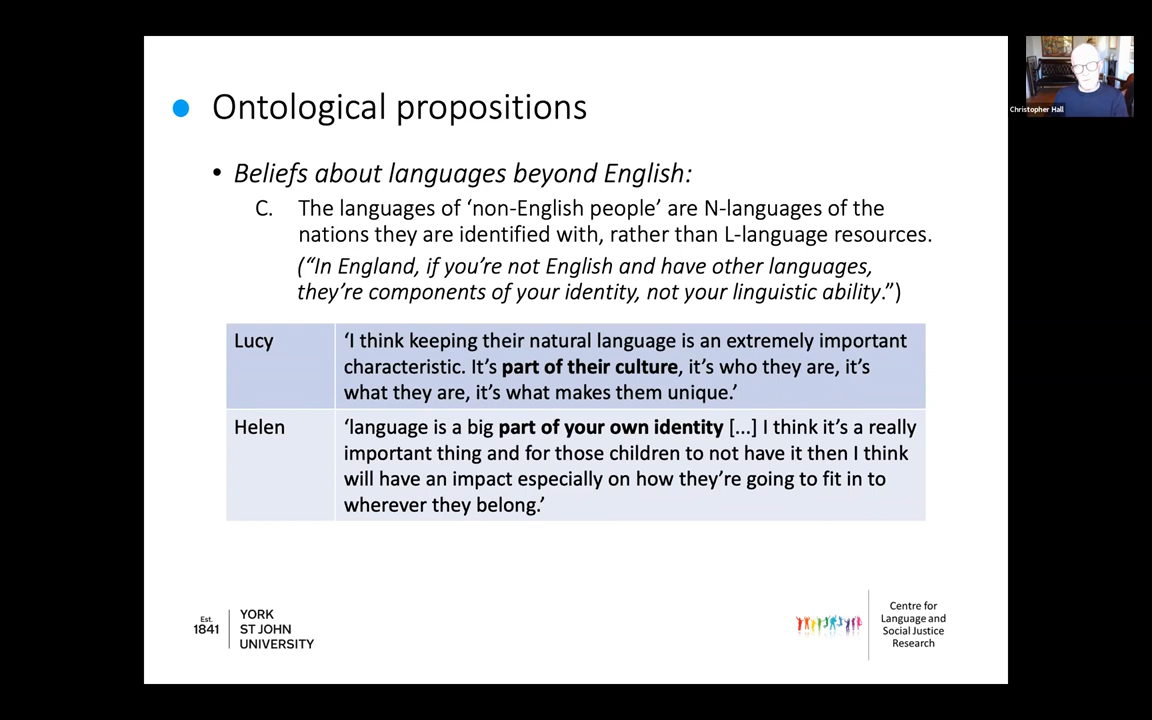 Ontological propositions
• Beliefs about languages beyond English:
C. The languages of ‘non-English people’ are N-languages of the
nations they are identified with, rather than L-language resources.
(“In England, if you’re not English and have other languages,
they’re components of your identity, not your linguistic ability.”)
Lucy
‘I think keeping their natural language is an extremely important
characteristic. It’s part of their culture, it’s who they are, it’s
what they are, it’s what makes them unique.’
Helen
‘language is a big part of your own identity [...] I think it’s a really
important thing and for those children to not have it then I think
will have an impact especially on how they’re going to fit in to
wherever they belong.’
Est.
1841
YORK
ST JOHN
UNIVERSITY
Centre for
Language and
Social Justice
Research
Christopher Hall